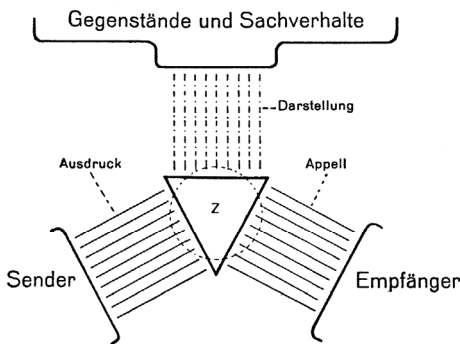 Gegenstände und Sachverhalte
Darstellung
Ausdruck
Appell
Z
Sender
Empfänger